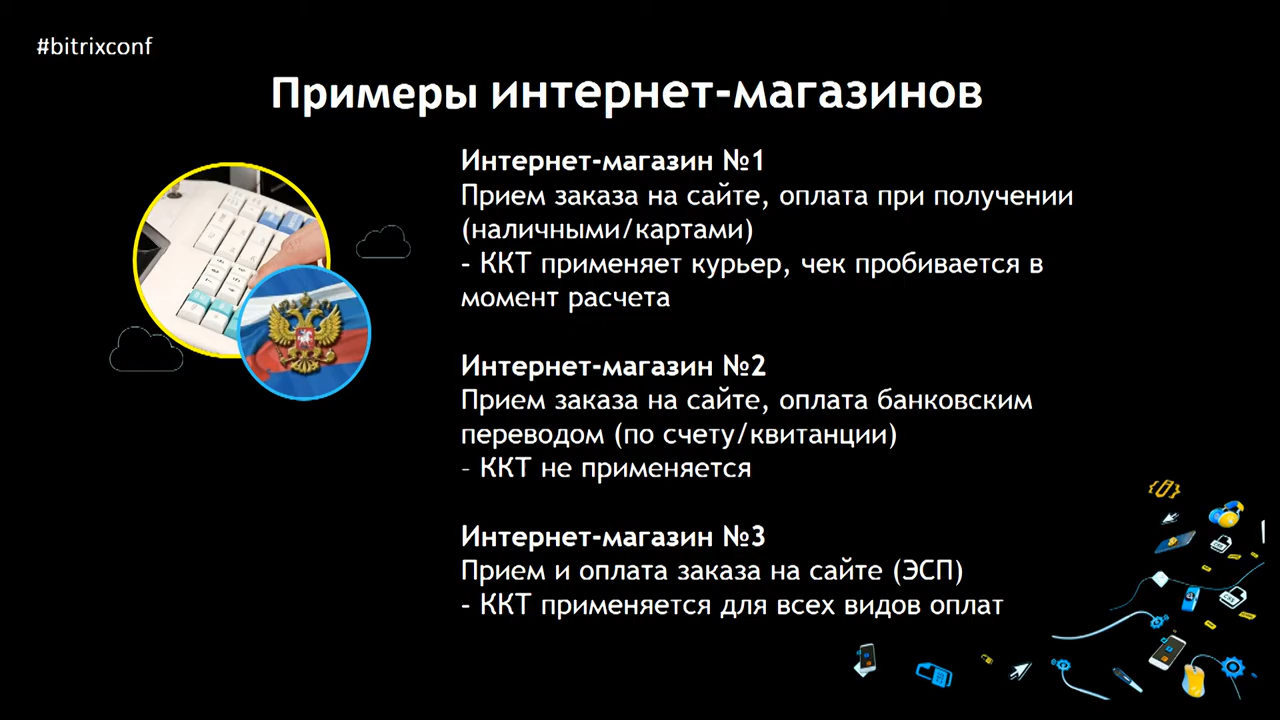 #bitrixconf
Примеры интернет-магазинов
Интернет-магазин №1
Прием заказа на сайте, оплата при получении
(наличными/картами)
- ККТ применяет курьер, чек пробивается в
момент расчета
Интернет-магазин №2
Прием заказа на сайте, оплата банковским
переводом (по счету/квитанции)
- ККТ не применяется
Интернет-магазин №3
Прием и оплата заказа на сайте (ЭСП)
- ККТ применяется для всех видов оплат